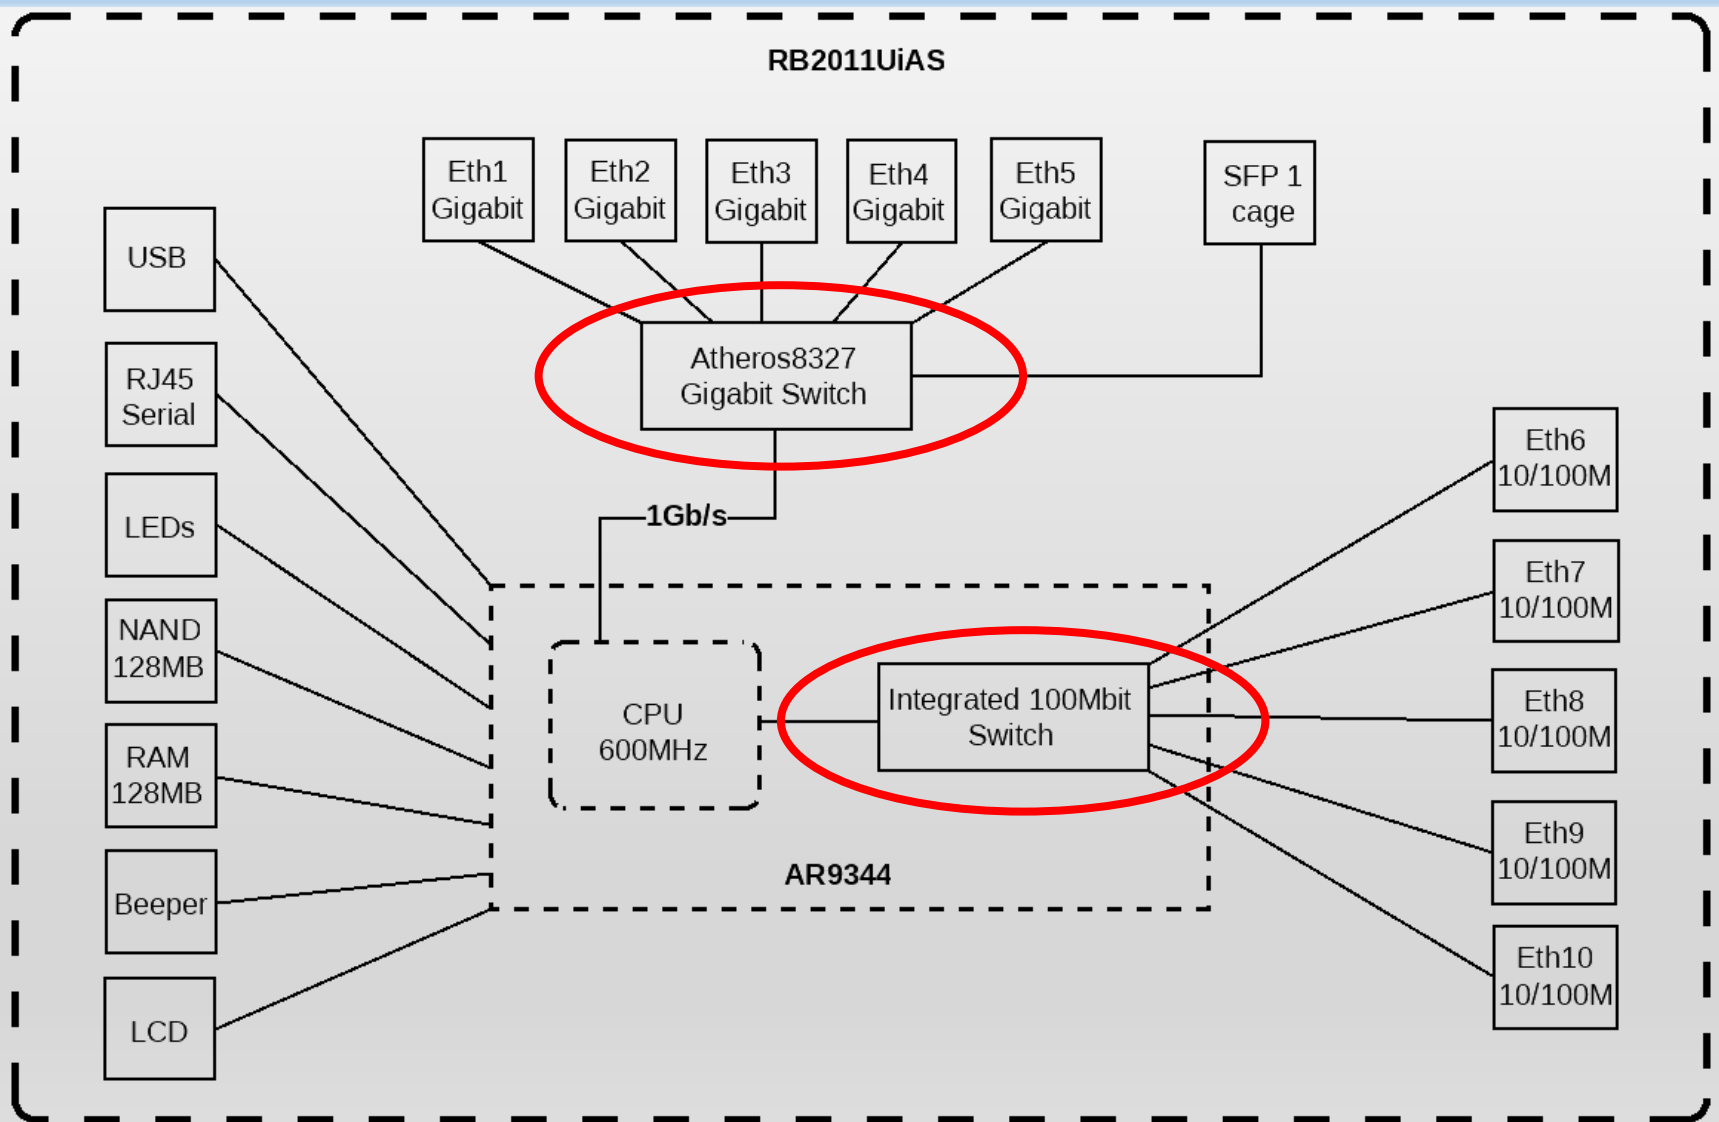 RB2011UiAS
Eth1
Gigabit
Eth2
Gigabit
Eth3
Gigabit
Eth4
Gigabit
Eth5
Gigabit
SFP 1
cage
USB
RJ45
Serial
LEDs
NAND
128MB
RAM
128MB
Beeper
LCD
Atheros8327
Gigabit Switch
1Gb/s
CPU
600MHz
Integrated 100Mbit
Switch
AR9344
Eth6
10/100M
Eth7
10/100M
Eth8
10/100M
Eth9
10/100M
Eth10
10/100M